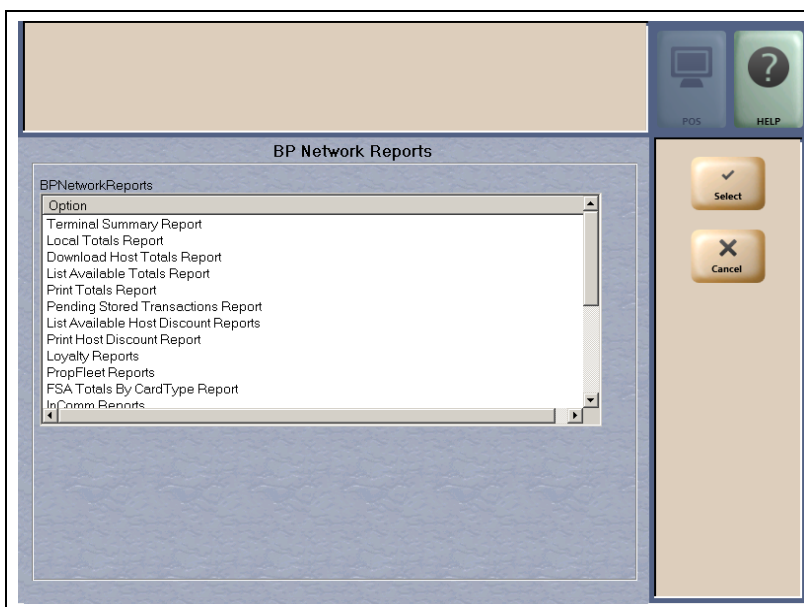 POS
HELP
BP Network Reports
BPNetworkReports
Option
Terminal Summary Report
Local Totals Report
Download Host Totals Report
List Available Totals Report
Print Totals Report
Pending Stored Transactions Report
List Available Host Discount Reports
Print Host Discount Report
Loyalty Reports
PropFleet Reports
FSA Totals By CardType Report
InComm Reports
Select
Cancel